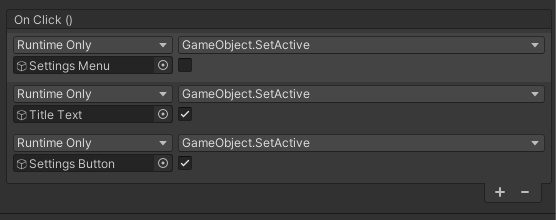 On Click ()
Runtime Only GameObject.SetActive
Settings Menu
Runtime Only GameObject.SetActive
Title Text
Runtime Only GameObject.SetActive
Settings Button